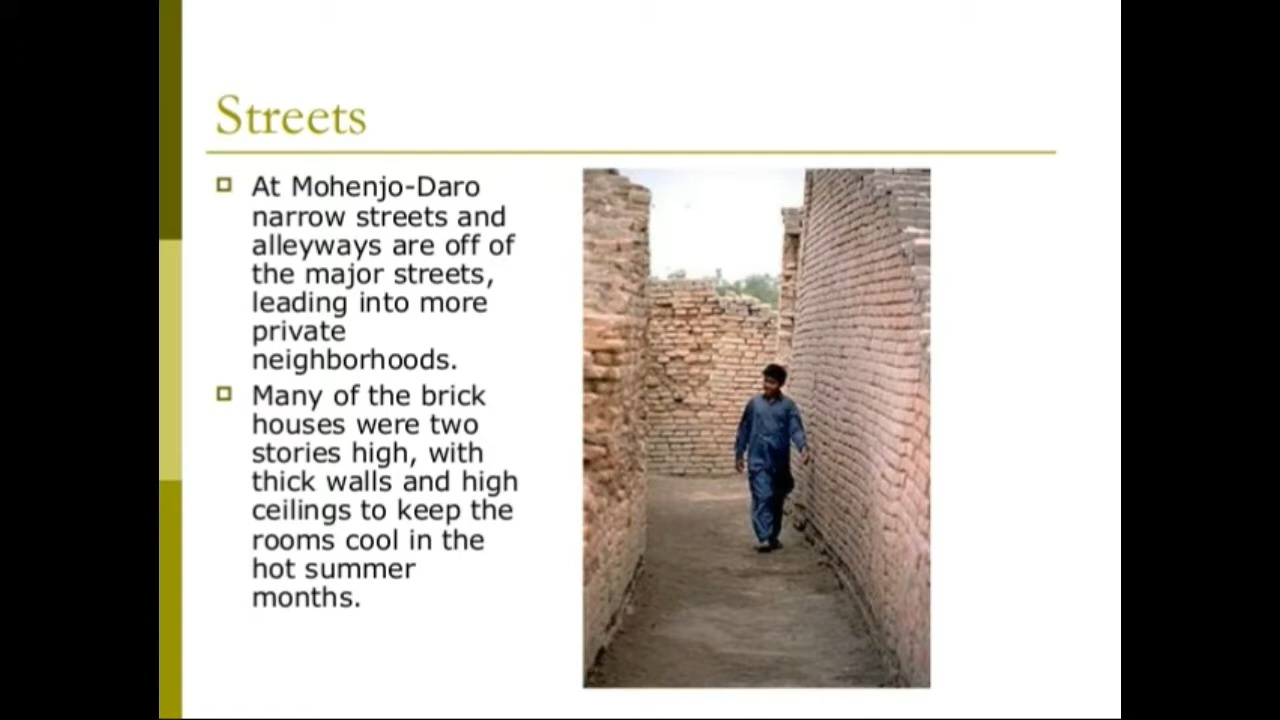 Streets
At Mohenjo-Daro
narrow streets and
alleyways are off of
the major streets,
leading into more
private
neighborhoods.
Many of the brick
houses were two
stories high, with
thick walls and high
ceilings to keep the
rooms cool in the
hot summer
months.